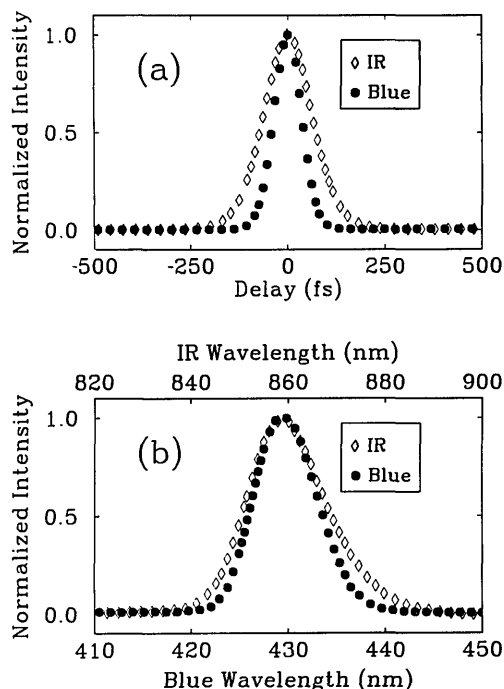 (a)
IR
Blue
Normalized Intensity
1.0
0.5
0.0
-500 -250 0 250 500
Delay (fs)
IR Wavelength (nm)
820 840 860 880 900
(b)
IR
Blue
Normalized Intensity
1.0
0.5
0.0
410 420 430 440 450
Blue Wavelength (nm)